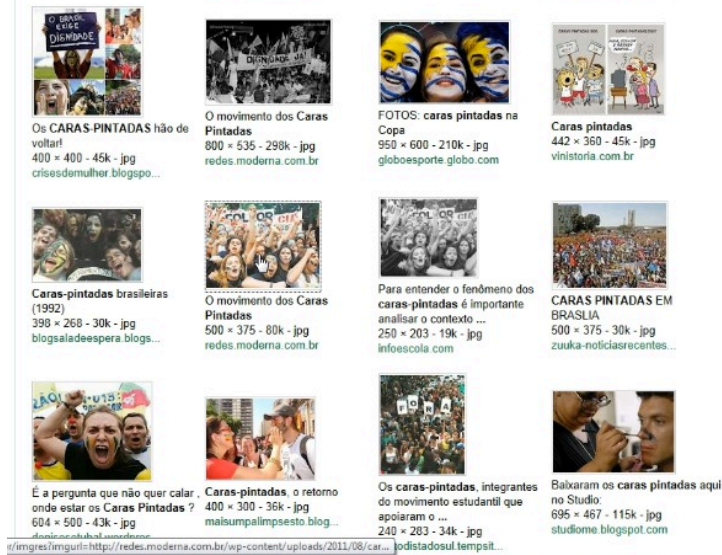 O BRASIL
EXIGE
DIGNIDADE
Os CARAS-PINTADAS hão de
voltar!
400 × 400 - 45k - jpg
crisesdemulher.blogspo...
DIGNIDADE JA!
O movimento dos Caras
Pintadas
800 × 535 - 298k - jpg
redes.moderna.com.br
FOTOS: caras pintadas na
Copa
950 × 600 - 210k - jpg
globoesporte.globo.com
Caras pintadas
442 × 360 - 45k - jpg
vinistoria.com.br
Caras-pintadas brasileiras
(1992)
398 × 268 - 30k - jpg
blogsaladeespera.blogs...
O movimento dos Caras
Pintadas
500 × 375 - 80k - jpg
redes.moderna.com.br
Para entender o fenômeno dos
caras-pintadas é importante
analisar o contexto ...
250 × 203 - 19k - jpg
infoescola.com
CARAS PINTADAS EM
BRASLIA
500 × 375 - 30k - jpg
zuuka-noticiasrecentes...
É a pergunta que não quer calar ,
onde estar os Caras Pintadas ?
604 × 500 - 43k - jpg
Caras-pintadas, o retorno
400 × 300 - 36k - jpg
maisumpalimpsesto.blog...
FORA
Os caras-pintadas, integrantes
do movimento estudantil que
apoiaram o ...
240 × 283 - 34k - jpg
odistadosul.tempsit...
Baixaram os caras pintadas aqui
no Studio:
695 × 467 - 115k - jpg
studiome.blogspot.com
r/imgres?imgurl=http://redes.moderna.com.br/wp-content/uploads/2011/08/car...